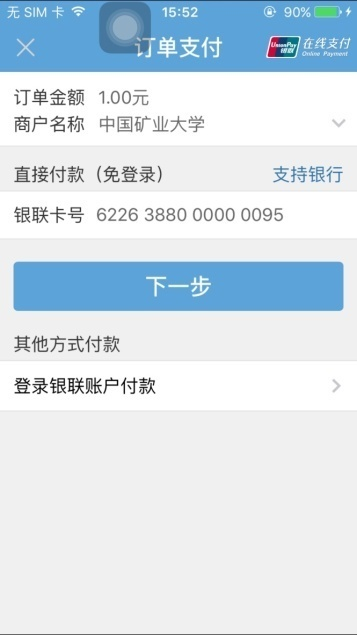 无 SIM 卡 15:52 90%
订单支付
UnionPay 银联 在线支付 Online Payment
订单金额 1.00元
商户名称 中国矿业大学
直接付款（免登录） 支持银行
银联卡号 6226 3880 0000 0095
下一步
其他方式付款
登录银联账户付款